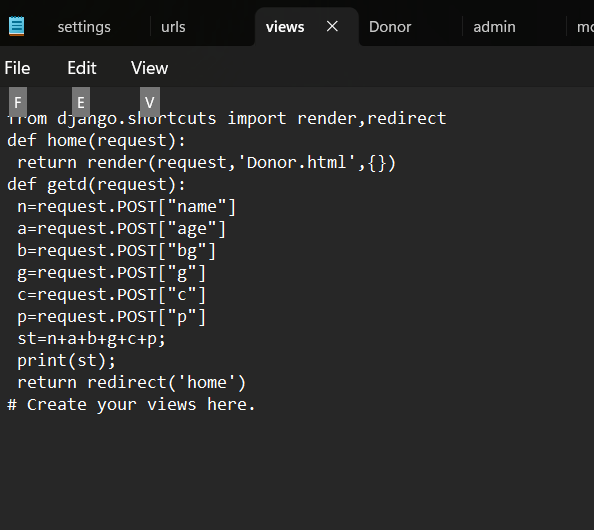 settings urls views × Donor admin mo
File Edit View
F E V
from django.shortcuts import render,redirect
def home(request):
 return render(request,'Donor.html',{})
def getd(request):
 n=request.POST["name"]
 a=request.POST["age"]
 b=request.POST["bg"]
 g=request.POST["g"]
 c=request.POST["c"]
 p=request.POST["p"]
 st=n+a+b+g+c+p;
 print(st);
 return redirect('home')
# Create your views here.